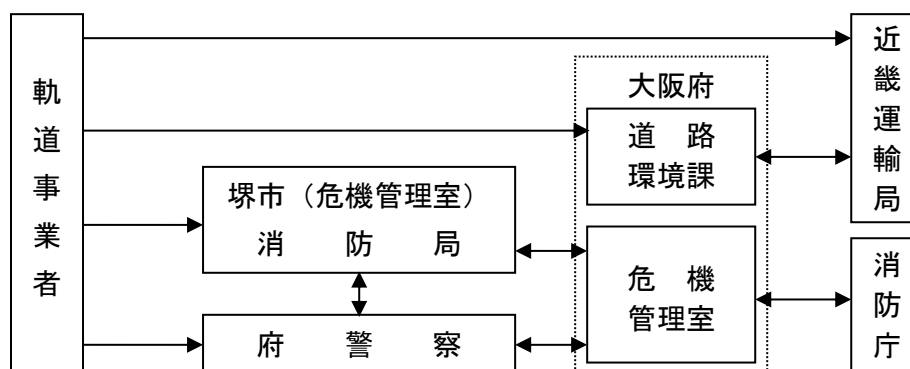 軌道事業者
近畿運輸局
大阪府
道　路
環境課
堺市（危機管理室）
消　防　局
危　機
管理室
消防庁
府　警　察